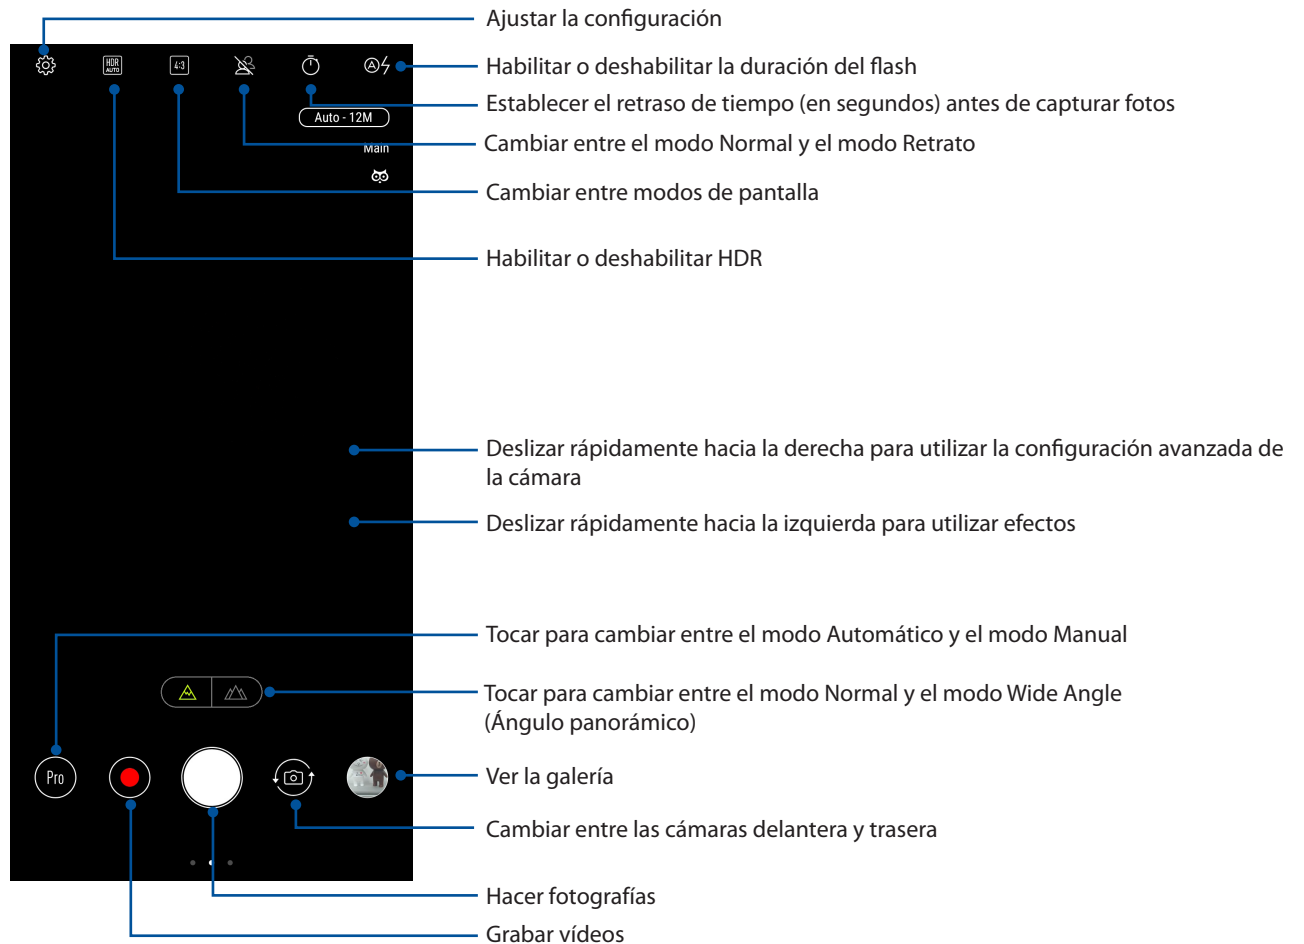 Ajustar la configuración
HDR
AUTO
4:3
A
Habilitar o deshabilitar la duración del flash
Establecer el retraso de tiempo (en segundos) antes de capturar fotos
Auto - 12M
Main
Cambiar entre el modo Normal y el modo Retrato
Cambiar entre modos de pantalla
Habilitar o deshabilitar HDR
Deslizar rápidamente hacia la derecha para utilizar la configuración avanzada de
la cámara
Deslizar rápidamente hacia la izquierda para utilizar efectos
Tocar para cambiar entre el modo Automático y el modo Manual
Tocar para cambiar entre el modo Normal y el modo Wide Angle
(Ángulo panorámico)
Pro
Ver la galería
Cambiar entre las cámaras delantera y trasera
Hacer fotografías
Grabar vídeos